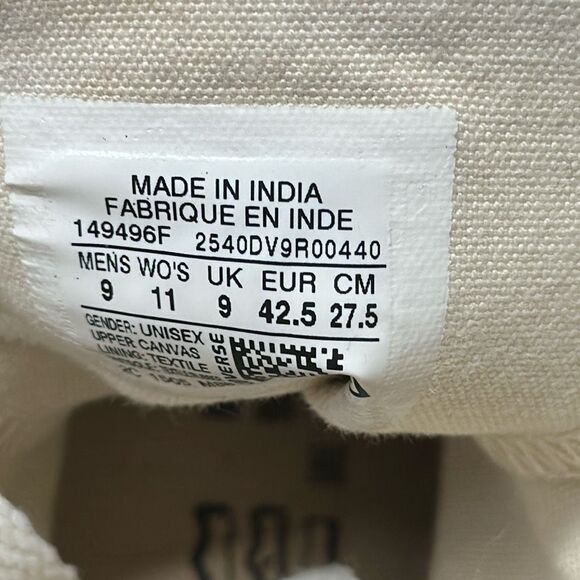 MADE IN INDIA
FABRIQUE EN INDE
149496F 2540DV9R00440
MENS WO'S UK EUR CM
9 11 9 42.5 27.5
GENDER: UNISEX
UPPER CANVAS
LINING: TEXTILE
VERSE